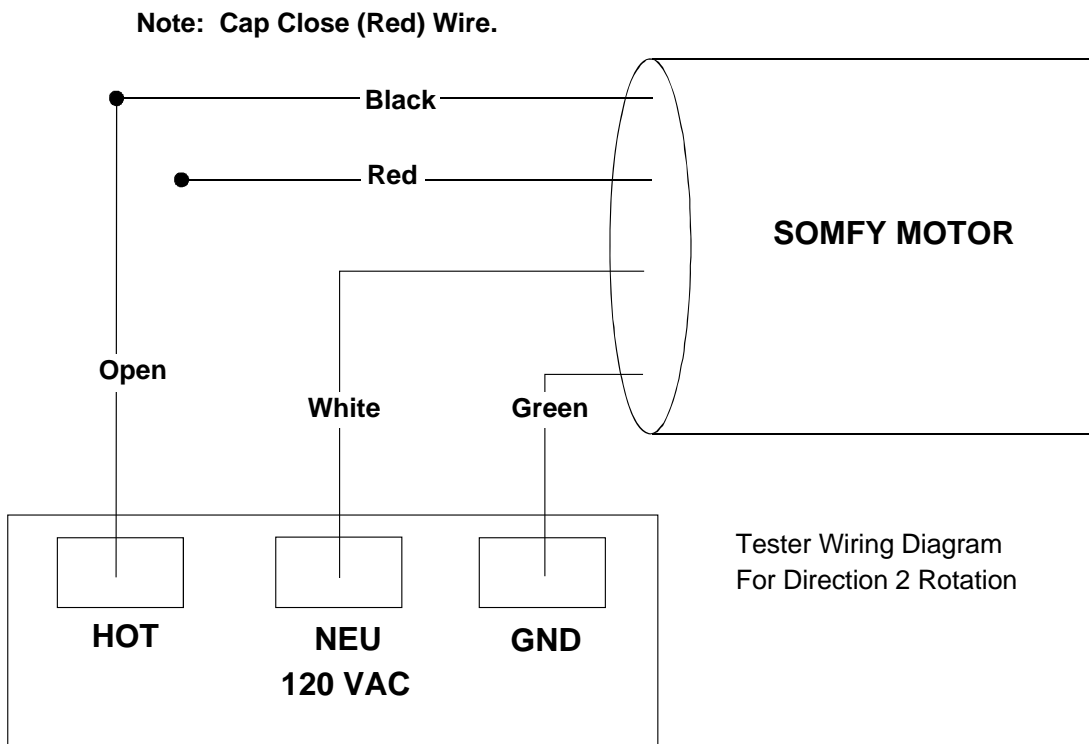 Note: Cap Close (Red) Wire.
Black
Red
SOMFY MOTOR
Open
White
Green
Tester Wiring Diagram
For Direction 2 Rotation
HOT
NEU
GND
120 VAC